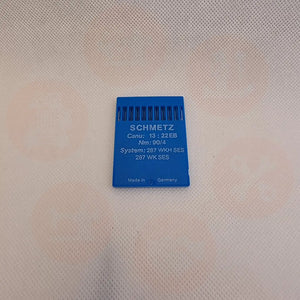 SCHMETZ
Canu: 13 : 22 EB
Nm: 90/4
System: 287 WKH SES
287 WK SES
Made in Germany